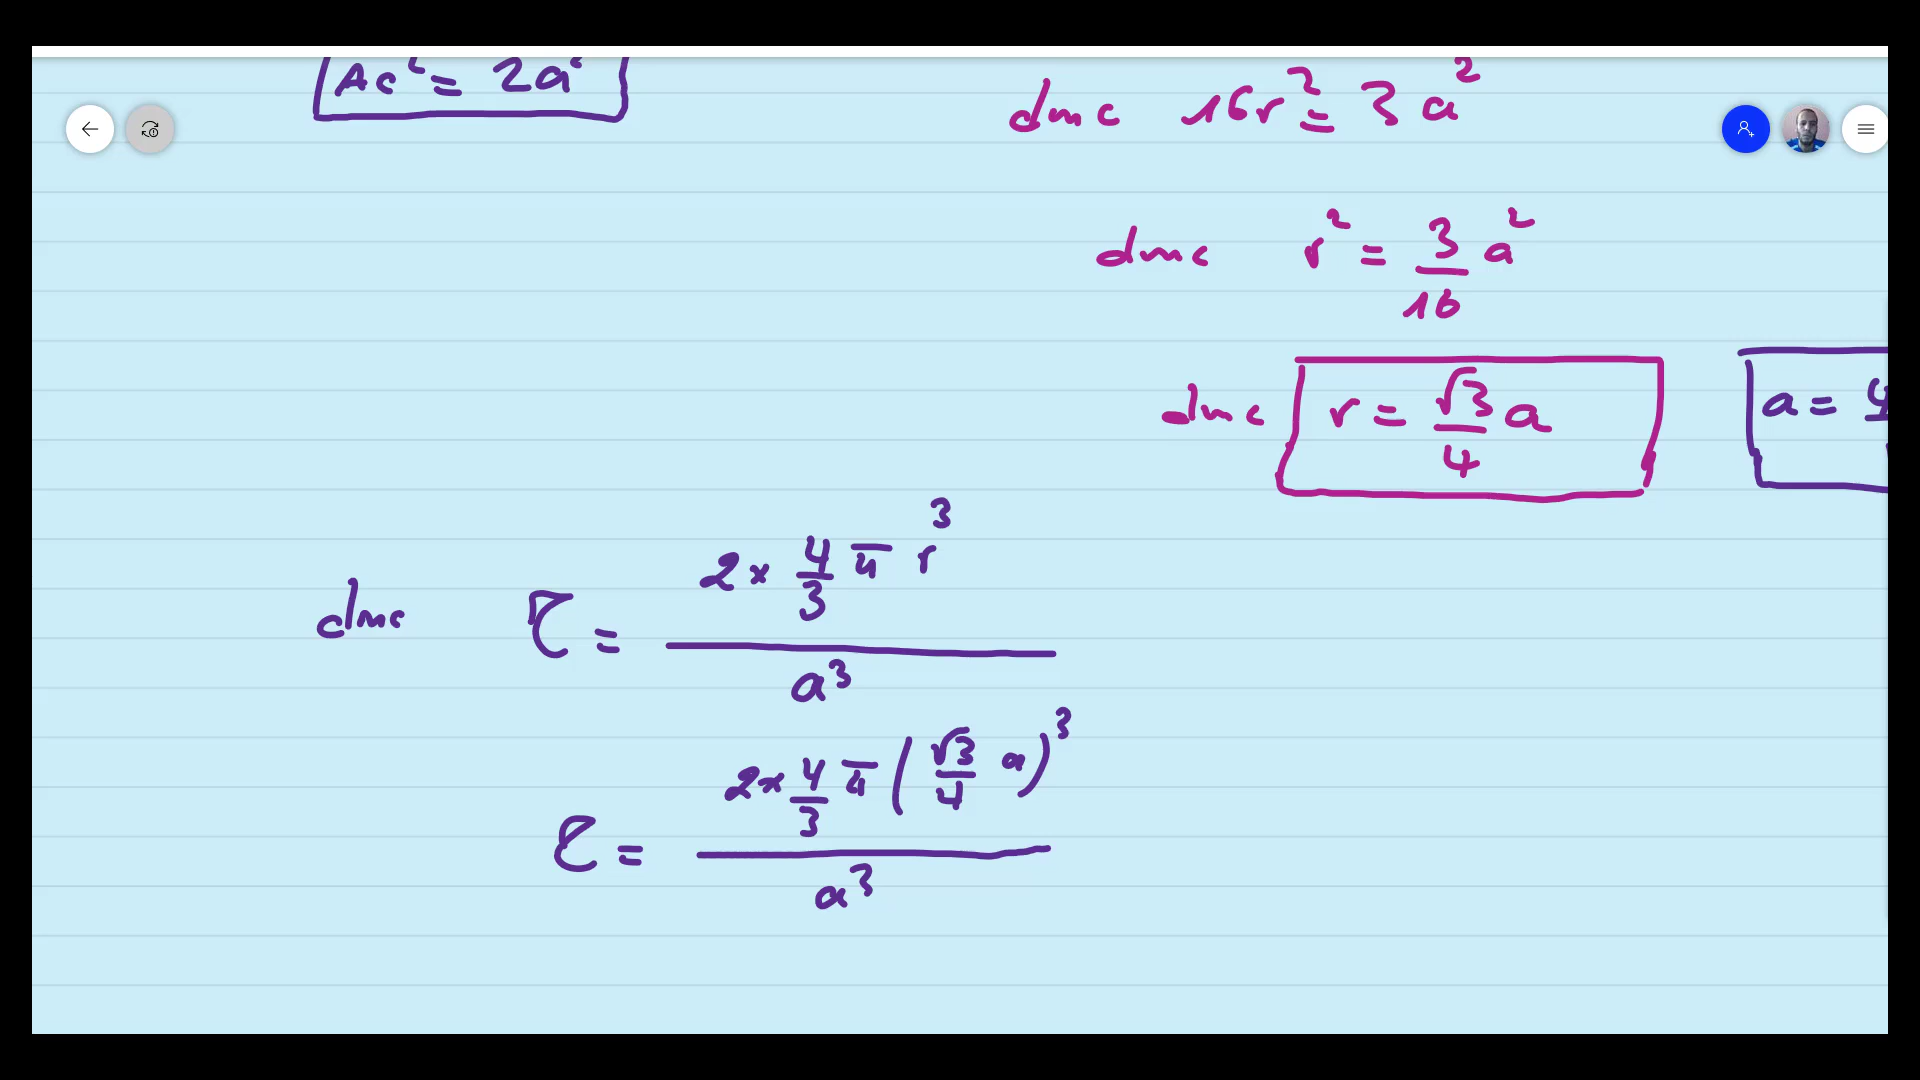 AC² = 2a²
donc 16r² = 3a²
donc r² = 3/16 a²
donc r = √3/4 a
a = 4
donc τ = (2 × 4/3 π r³) / a³
τ = (2 × 4/3 π (√3/4 a)³) / a³